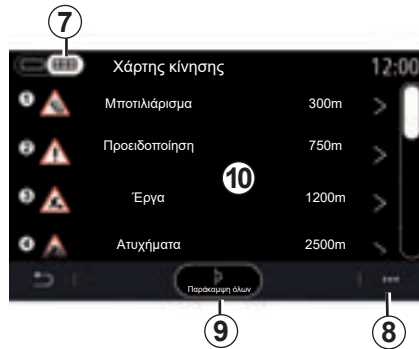 7
Χάρτης κίνησης 12:00
1 Μποτιλιάρισμα 300m
2 Προειδοποίηση 750m
10
3 Έργα 1200m
4 Ατυχήματα 2500m
Παράκαμψη όλων
9 8